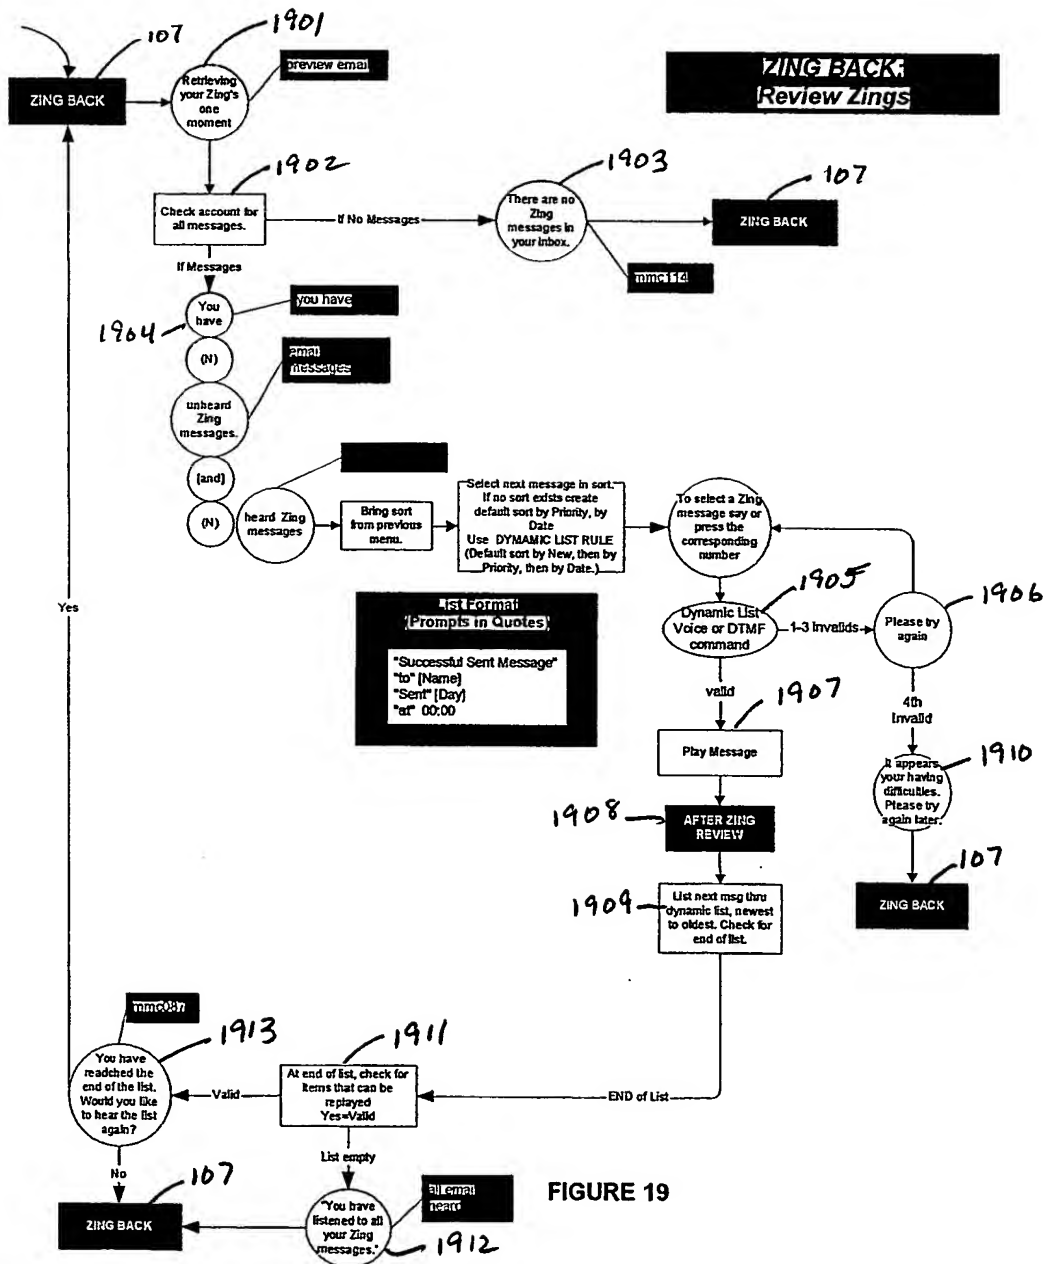 107
1901
preview email
ZING BACK:
Review Zings
ZING BACK
Retrieving
your Zing's
one
moment
1902
1903
107
Check account for
all messages.
If No Messages
There are no
Zing
messages in
your inbox.
ZING BACK
mmc114
If Messages
You
have
you have
1904
(N)
email
messages
unheard
Zing
messages.
(and)
(N)
heard Zing
messages
Bring sort
from previous
menu.
Select next message in sort.
If no sort exists create
default sort by Priority, by
Date
Use DYNAMIC LIST RULE
(Default sort by New, then by
Priority, then by Date.)
To select a Zing
message say or
press the
corresponding
number
Yes
1905
1906
Dynamic List
Voice or DTMF
command
1-3 Invalids
Please try
again
List Format
(Prompts in Quotes)
"Successful Sent Message"
"to" [Name]
"Sent" [Day]
"at" 00:00
valid
1907
4th
Invalid
Play Message
1910
It appears
your having
difficulties.
Please try
again later.
1908
AFTER ZING
REVIEW
107
1909
List next msg thru
dynamic list, newest
to oldest. Check for
end of list.
ZING BACK
mmc087
1913
1911
You have
readched the
end of the list.
Would you like
to hear the list
again?
Valid
At end of list, check for
items that can be
replayed
Yes=Valid
END of List
No
107
List empty
ZING BACK
"You have
listened to all
your Zing
messages."
all email
heard
1912
FIGURE 19